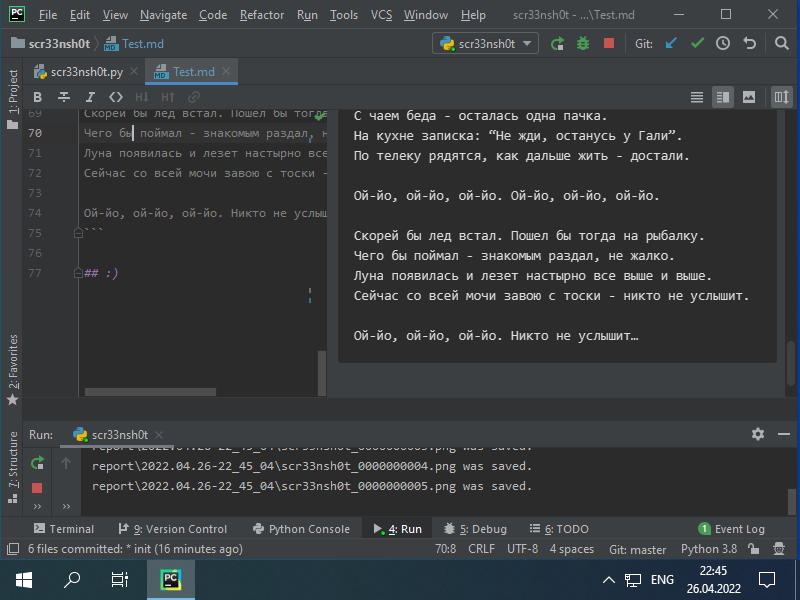 PC File Edit View Navigate Code Refactor Run Tools VCS Window Help scr33nsh0t - ...\Test.md
scr33nsh0t Test.md scr33nsh0t Git:
1: Project
scr33nsh0t.py Test.md
B I H↓ H↑
69 Скорей бы лед встал. Пошел бы тогда
70 Чего бы поймал - знакомым раздал, н
71 Луна появилась и лезет настырно все
72 Сейчас со всей мочи завою с тоски -
73
74 Ой-йо, ой-йо, ой-йо. Никто не услыш
75 ```
76
77 ## :)
С чаем беда - осталась одна пачка.
На кухне записка: “Не жди, останусь у Гали”.
По телеку рядятся, как дальше жить - достали.
Ой-йо, ой-йо, ой-йо. Ой-йо, ой-йо, ой-йо.
Скорей бы лед встал. Пошел бы тогда на рыбалку.
Чего бы поймал - знакомым раздал, не жалко.
Луна появилась и лезет настырно все выше и выше.
Сейчас со всей мочи завою с тоски - никто не услышит.
Ой-йо, ой-йо, ой-йо. Никто не услышит…
2: Favorites
7: Structure
Run: scr33nsh0t
report\2022.04.26-22_45_04\scr33nsh0t_0000000003.png was saved.
report\2022.04.26-22_45_04\scr33nsh0t_0000000004.png was saved.
report\2022.04.26-22_45_04\scr33nsh0t_0000000005.png was saved.
Terminal 9: Version Control Python Console 4: Run 5: Debug 6: TODO 1 Event Log
6 files committed: * init (16 minutes ago) 70:8 CRLF UTF-8 4 spaces Git: master Python 3.8
PC ENG 22:45
26.04.2022